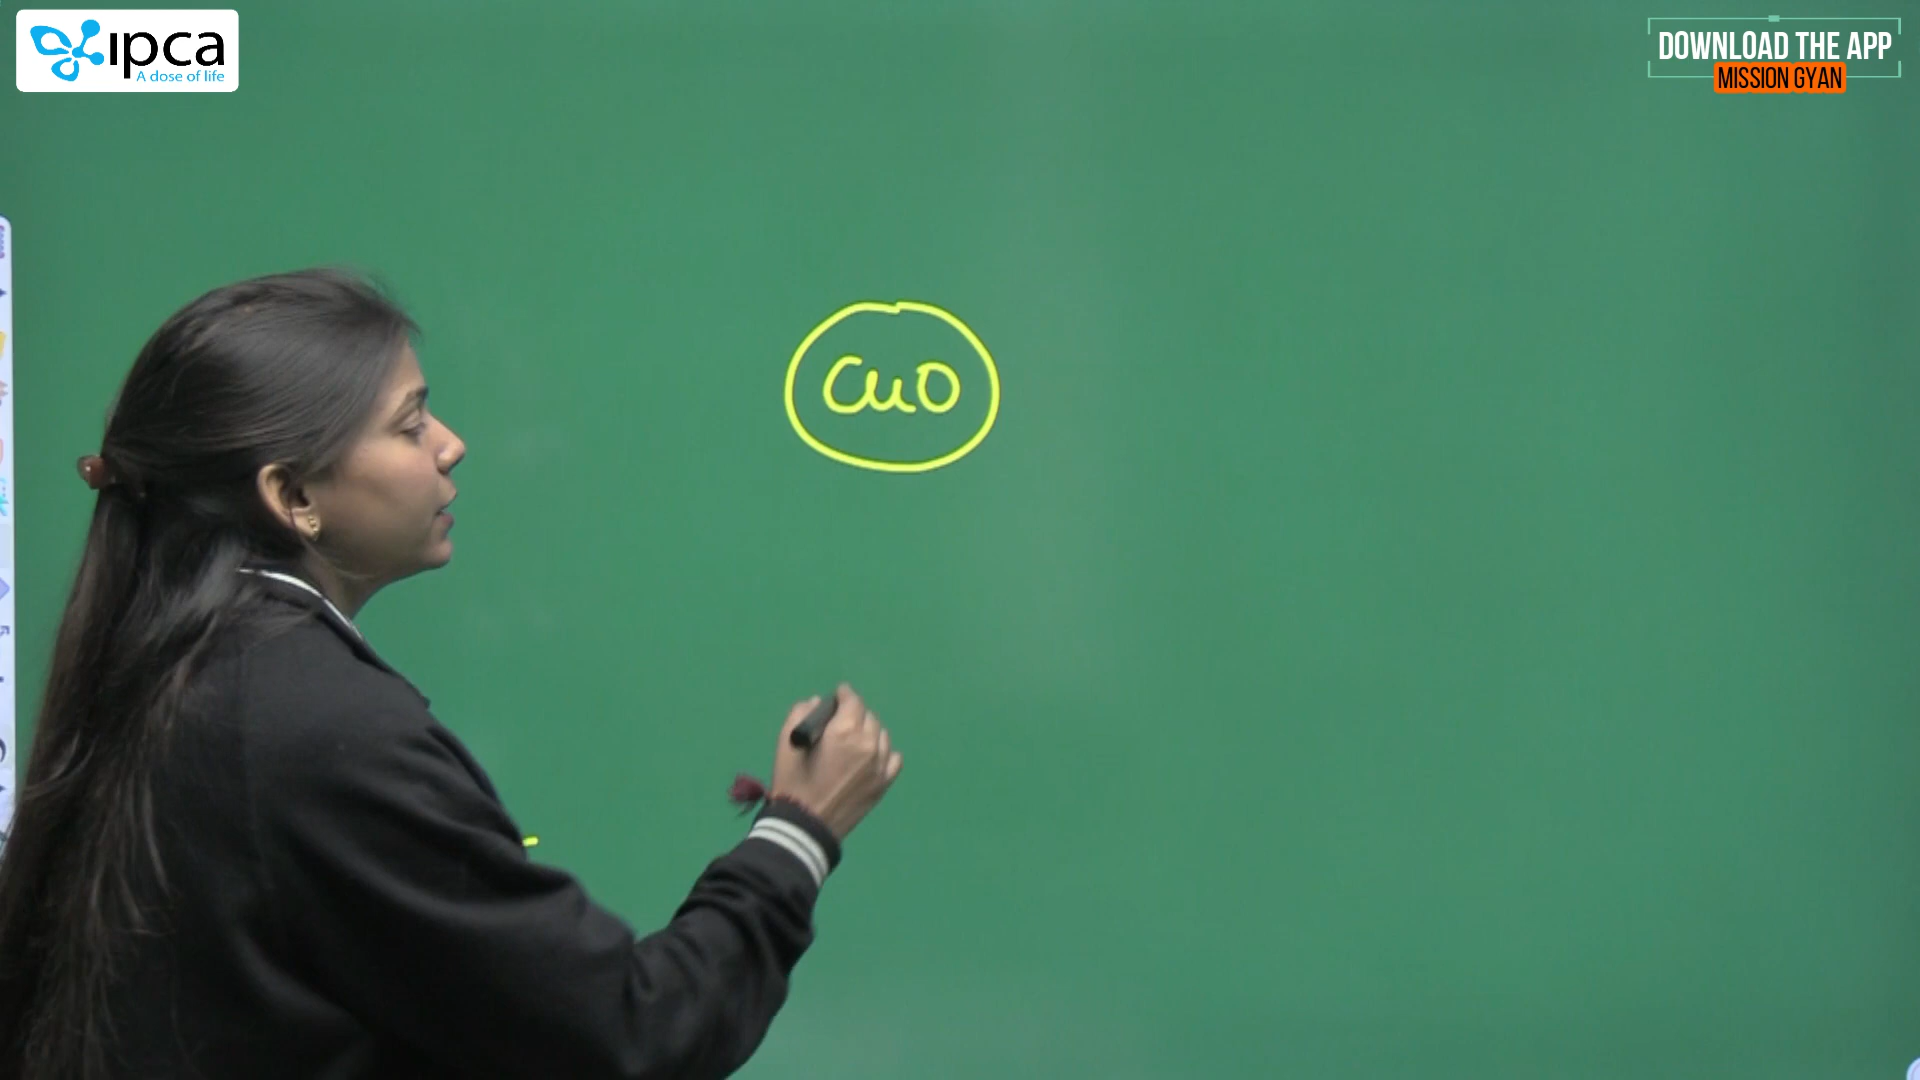 ipca
A dose of life
DOWNLOAD THE APP
MISSION GYAN
CuO